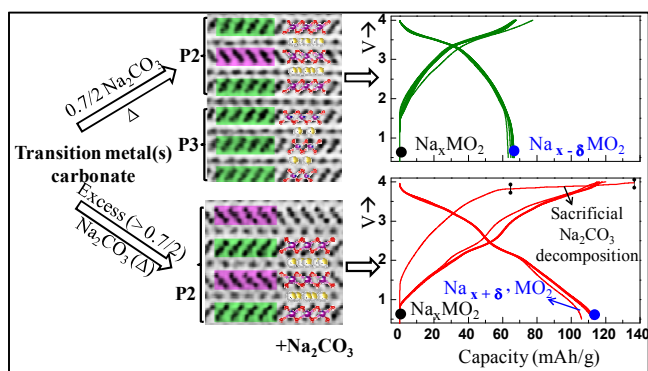 P2
P3
0.7/2 Na₂CO₃
Δ
Transition metal(s)
carbonate
Excess (>0.7/2)
Na₂CO₃ (Δ)
P2
+Na₂CO₃
4
3
2
1
V →
NaₓMO₂
Na ₓ₋δMO₂
4
3
2
1
V →
Sacrificial
Na₂CO₃
decomposition
Na ₓ₊δ' MO₂
NaₓMO₂
0 20 40 60 80 100 120 140
Capacity (mAh/g)